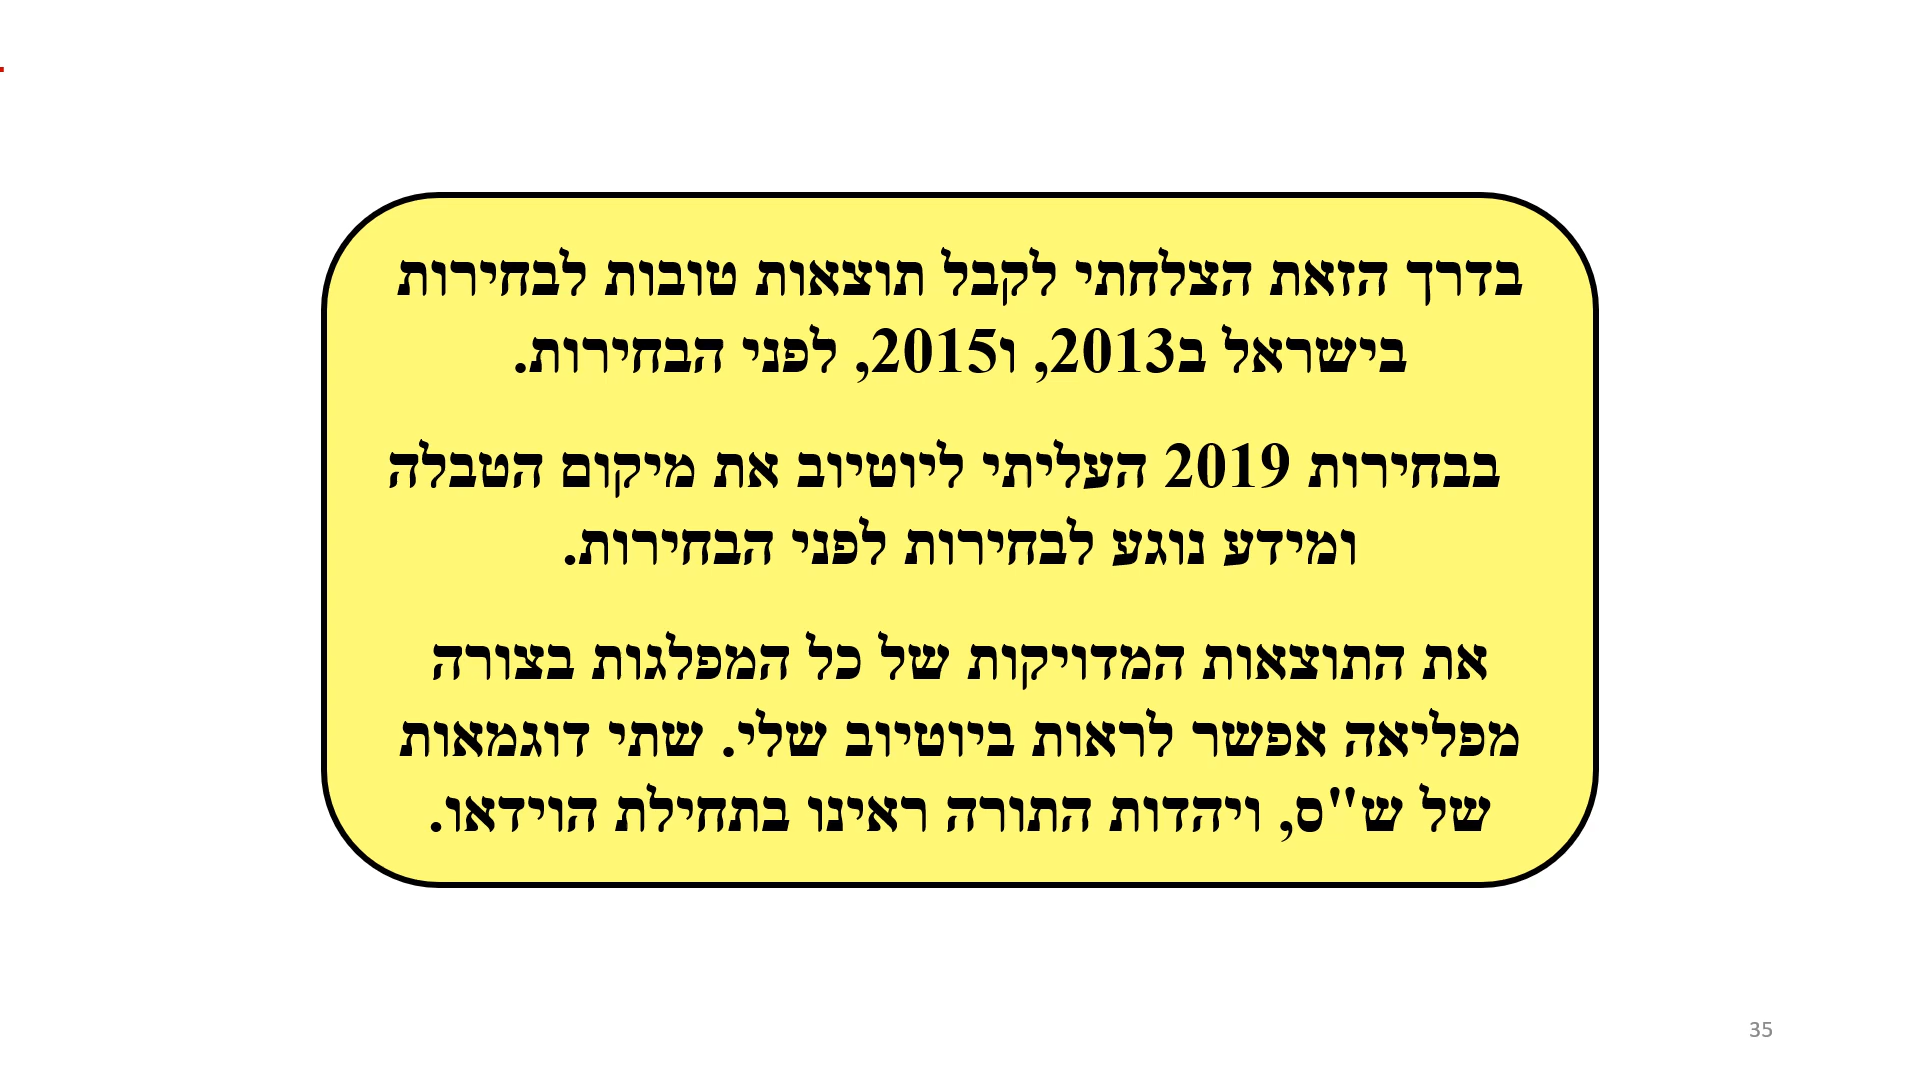 בדרך הזאת הצלחתי לקבל תוצאות טובות לבחירות
בישראל ב2013, ו2015, לפני הבחירות.
בבחירות 2019 העליתי ליוטיוב את מיקום הטבלה
ומידע נוגע לבחירות לפני הבחירות.
את התוצאות המדויקות של כל המפלגות בצורה
מפליאה אפשר לראות ביוטיוב שלי. שתי דוגמאות
של ש"ס, ויהדות התורה ראינו בתחילת הוידאו.
35